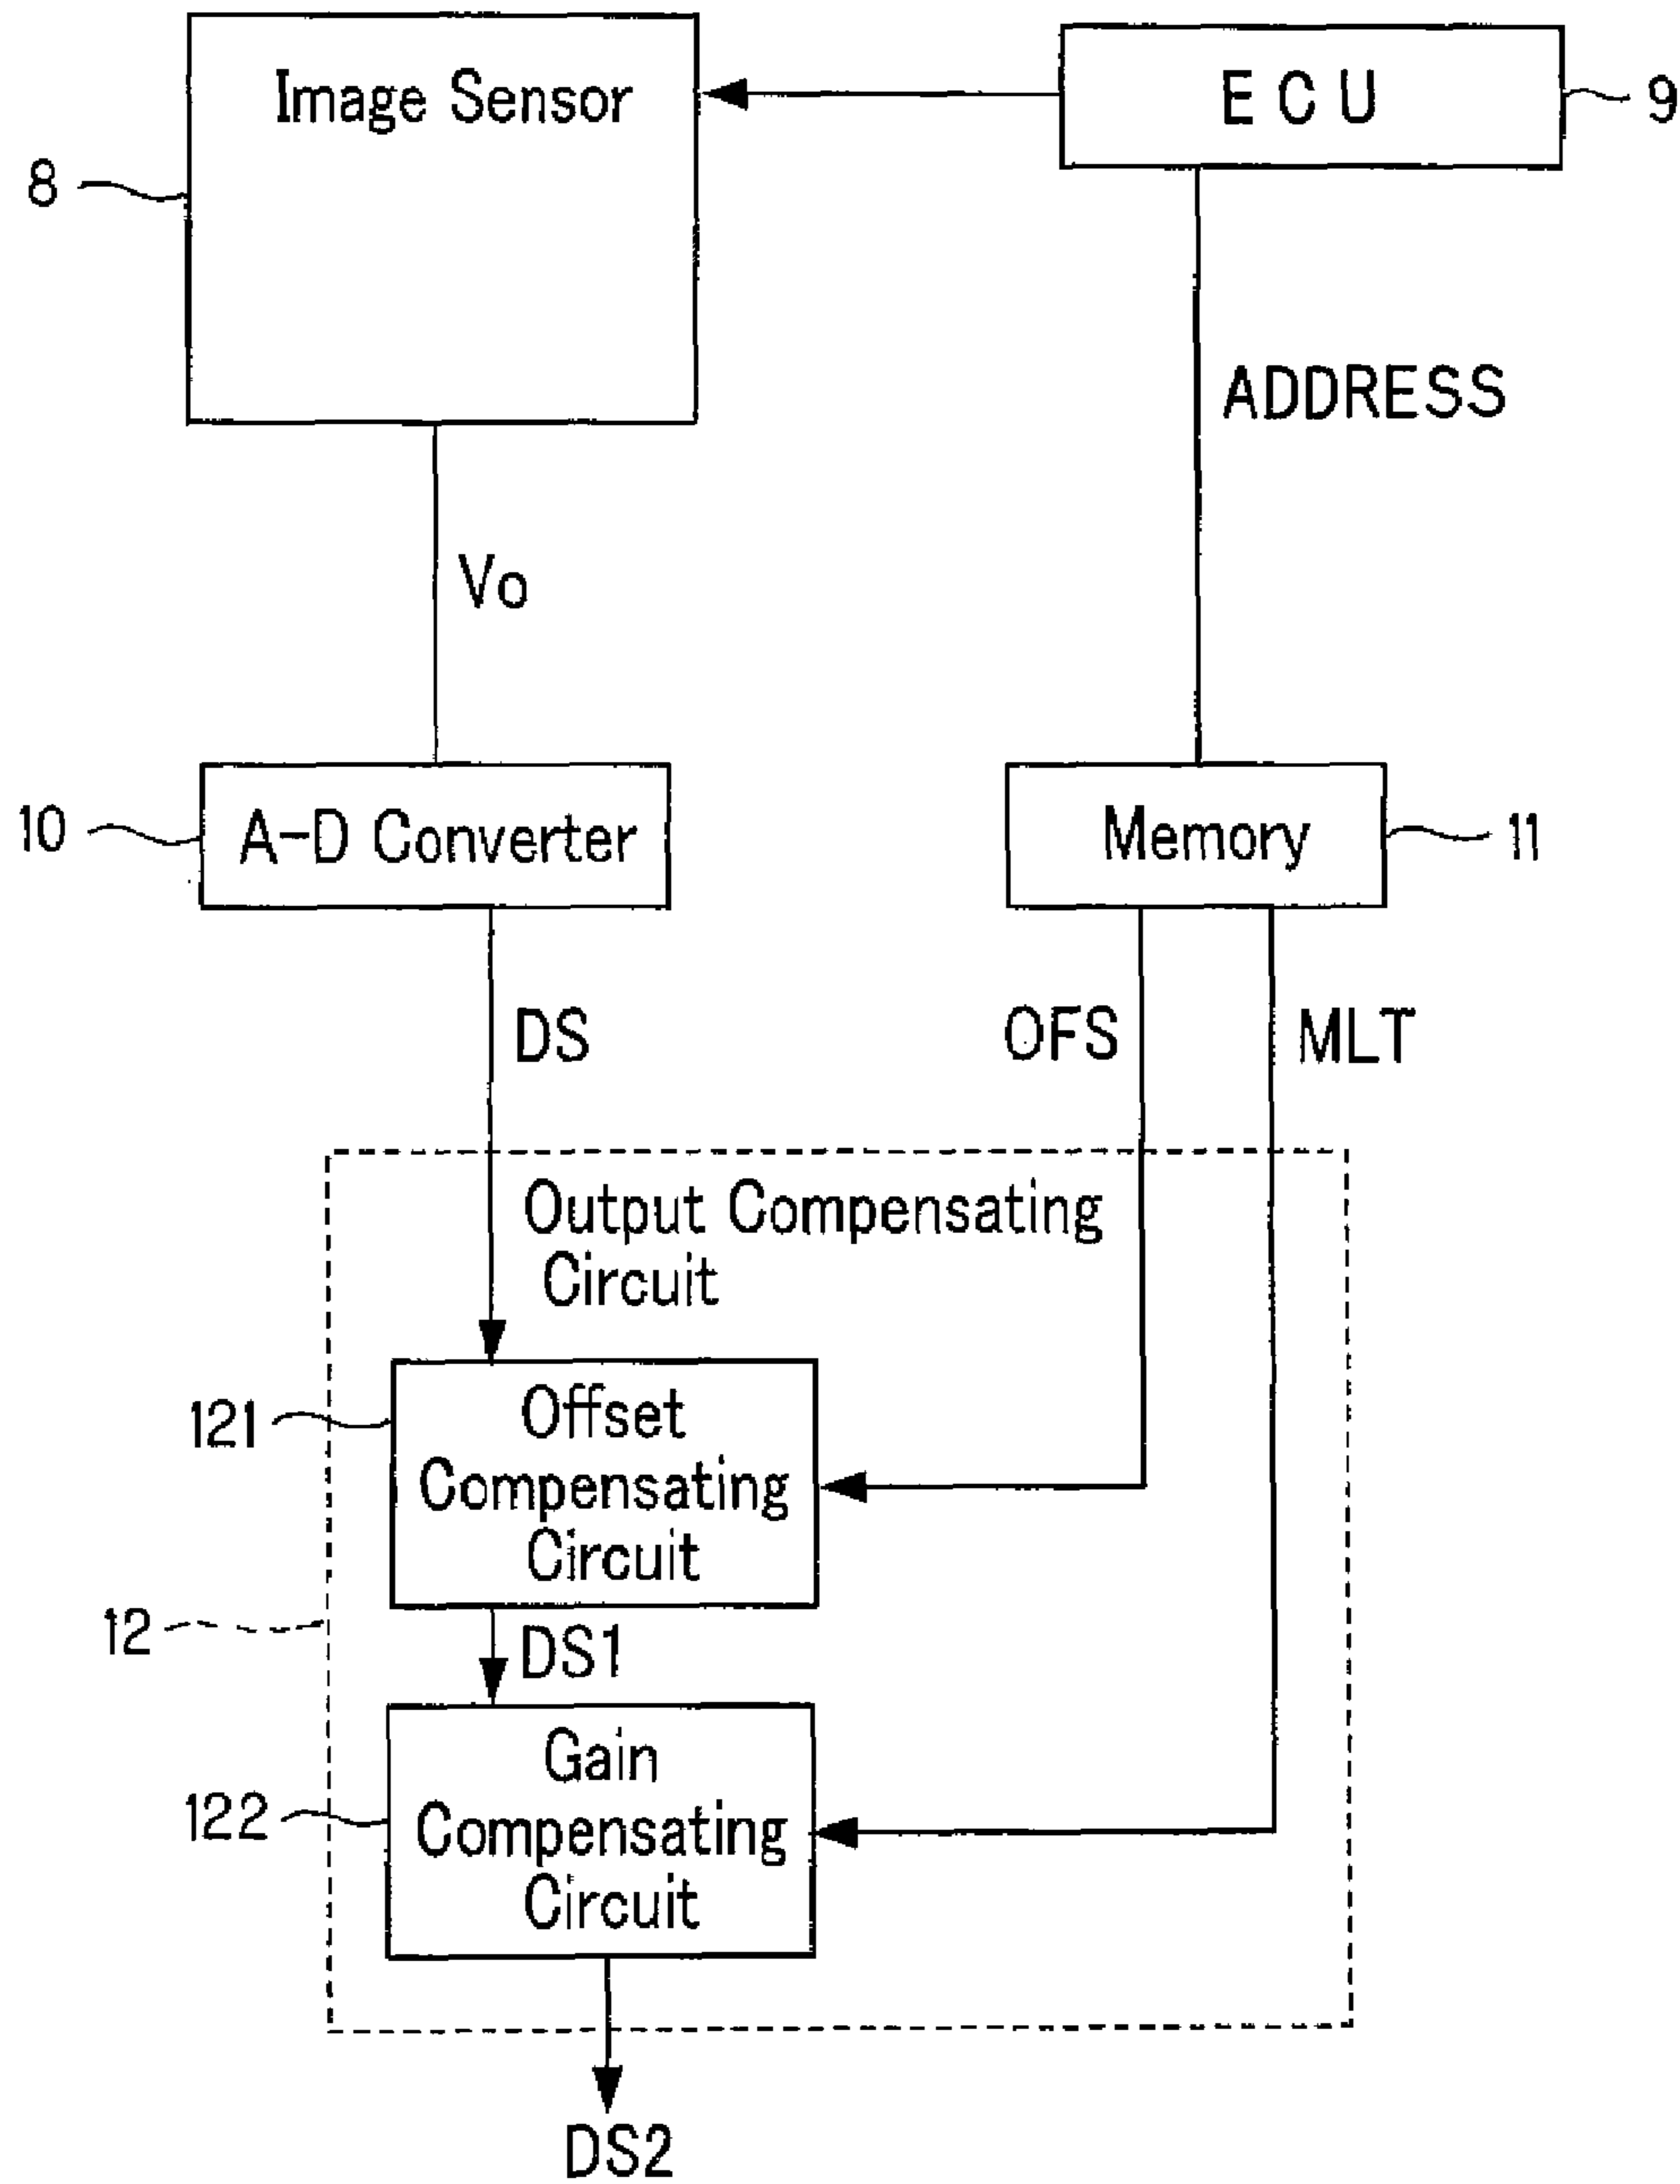 Image Sensor
E C U
9
8
ADDRESS
Vo
10
A-D Converter
Memory
11
DS
OFS
MLT
Output Compensating
Circuit
121
Offset
Compensating
Circuit
12
DS1
Gain
122
Compensating
Circuit
DS2